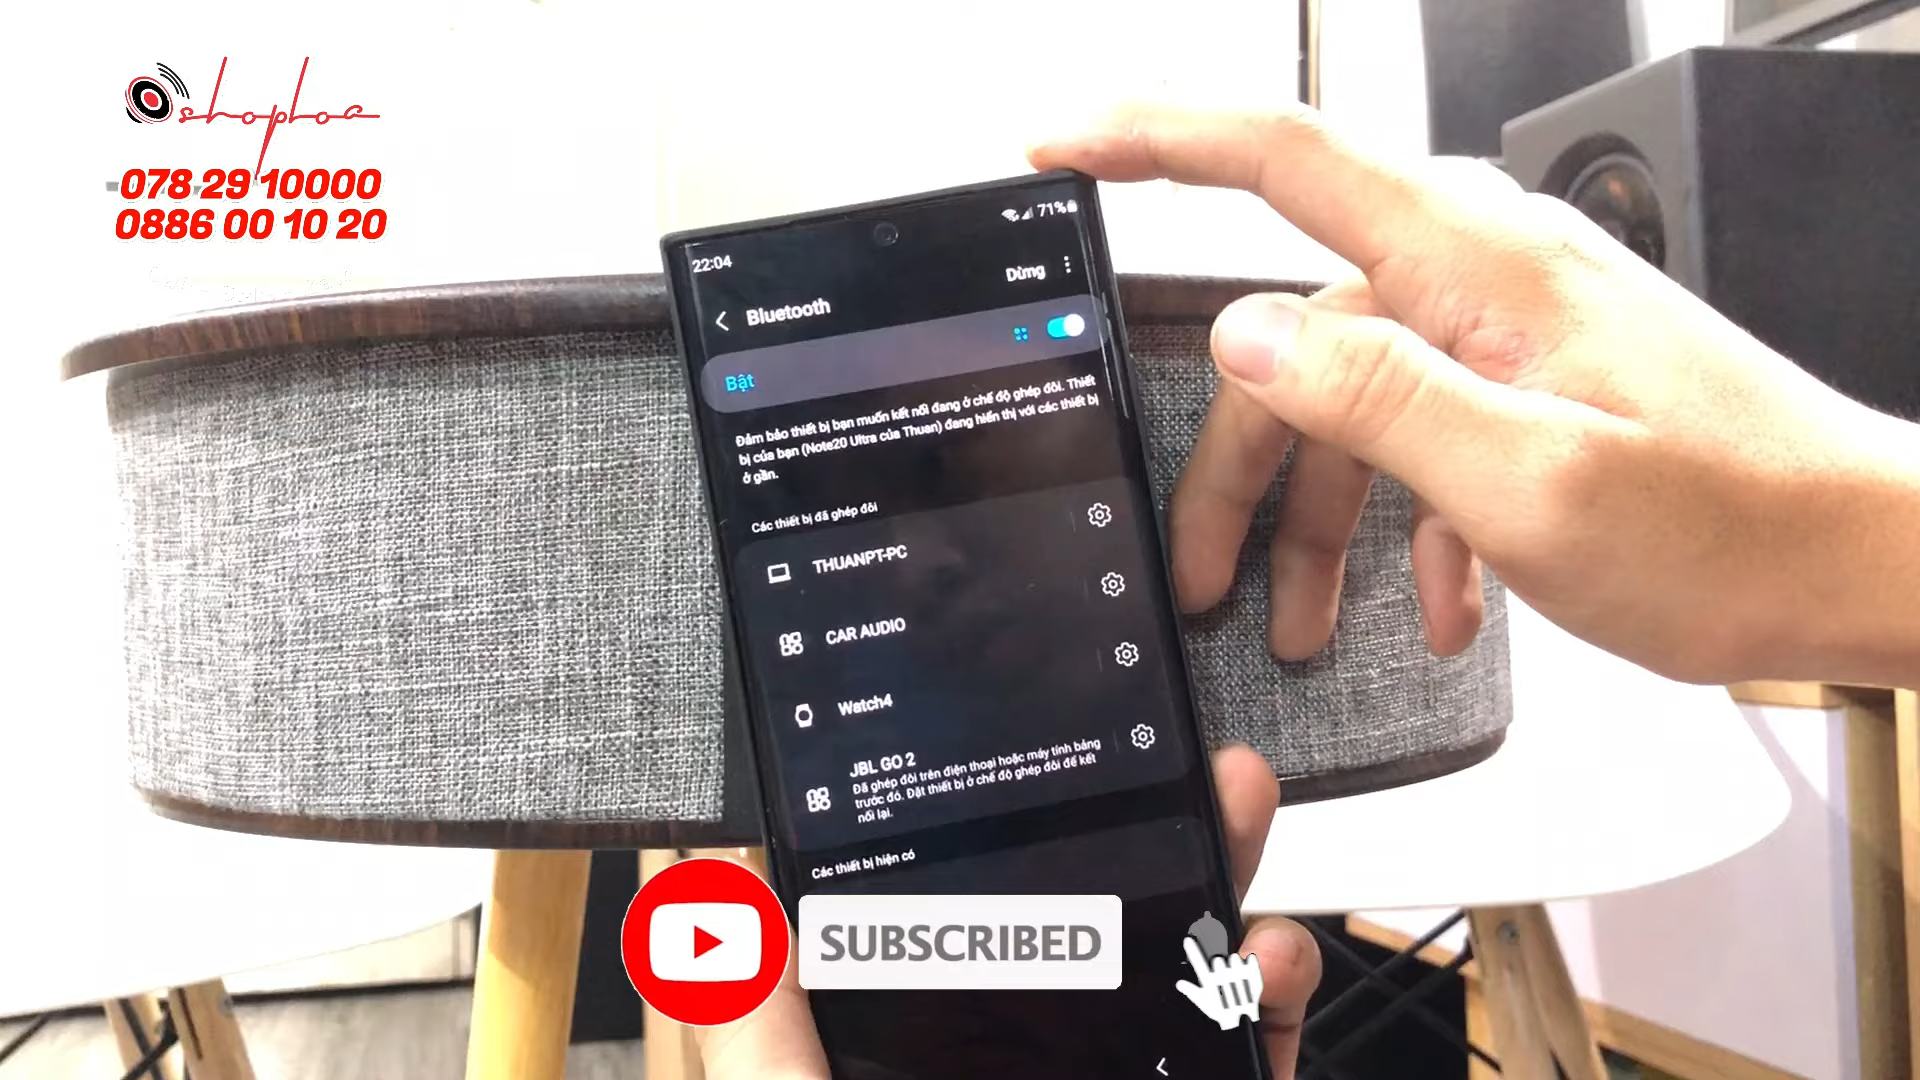 shoploa
078 29 10000
0886 00 10 20
71%
22:04
Dừng
Bluetooth
Bật
Đảm bảo thiết bị bạn muốn kết nối đang ở chế độ ghép đôi. Thiết
bị của bạn (Note20 Ultra của Thuan) đang hiển thị với các thiết bị
ở gần.
Các thiết bị đã ghép đôi
THUANPT-PC
CAR AUDIO
Watch4
JBL GO 2
Đã ghép đôi trên điện thoại hoặc máy tính bảng
trước đó. Đặt thiết bị ở chế độ ghép đôi để kết
nối lại.
Các thiết bị hiện có
SUBSCRIBED